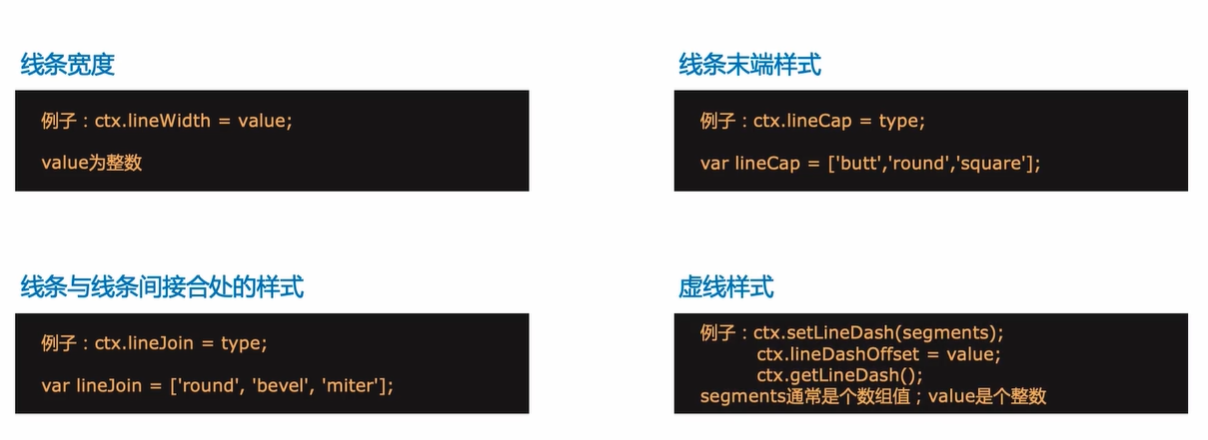 线条宽度
例子：ctx.lineWidth = value;
value为整数
线条末端样式
例子：ctx.lineCap = type;
var lineCap = ['butt','round','square'];
线条与线条间接合处的样式
例子：ctx.lineJoin = type;
var lineJoin = ['round', 'bevel', 'miter'];
虚线样式
例子：ctx.setLineDash(segments);
ctx.lineDashOffset = value;
ctx.getLineDash();
segments通常是个数组值；value是个整数